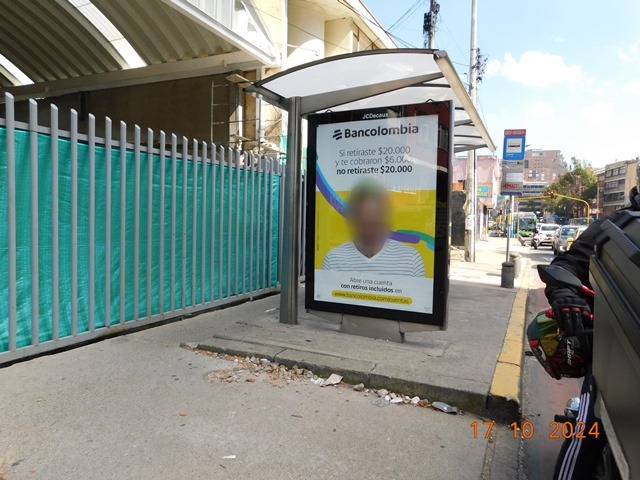 JCDecaux
Bancolombia
Si retiraste $20.000
y te cobraron $6.000,
no retiraste $20.000
Abre una cuenta
con retiros incluidos en
www.bancolombia.com/cuentas
17 10 2024